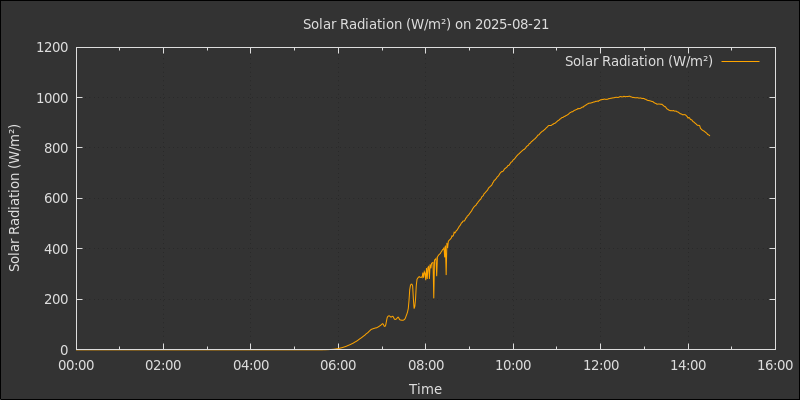 Solar Radiation (W/m²) on 2025-08-21
Solar Radiation (W/m²)
1200
1000
800
600
400
200
0
Solar Radiation (W/m²)
00:00 02:00 04:00 06:00 08:00 10:00 12:00 14:00 16:00
Time